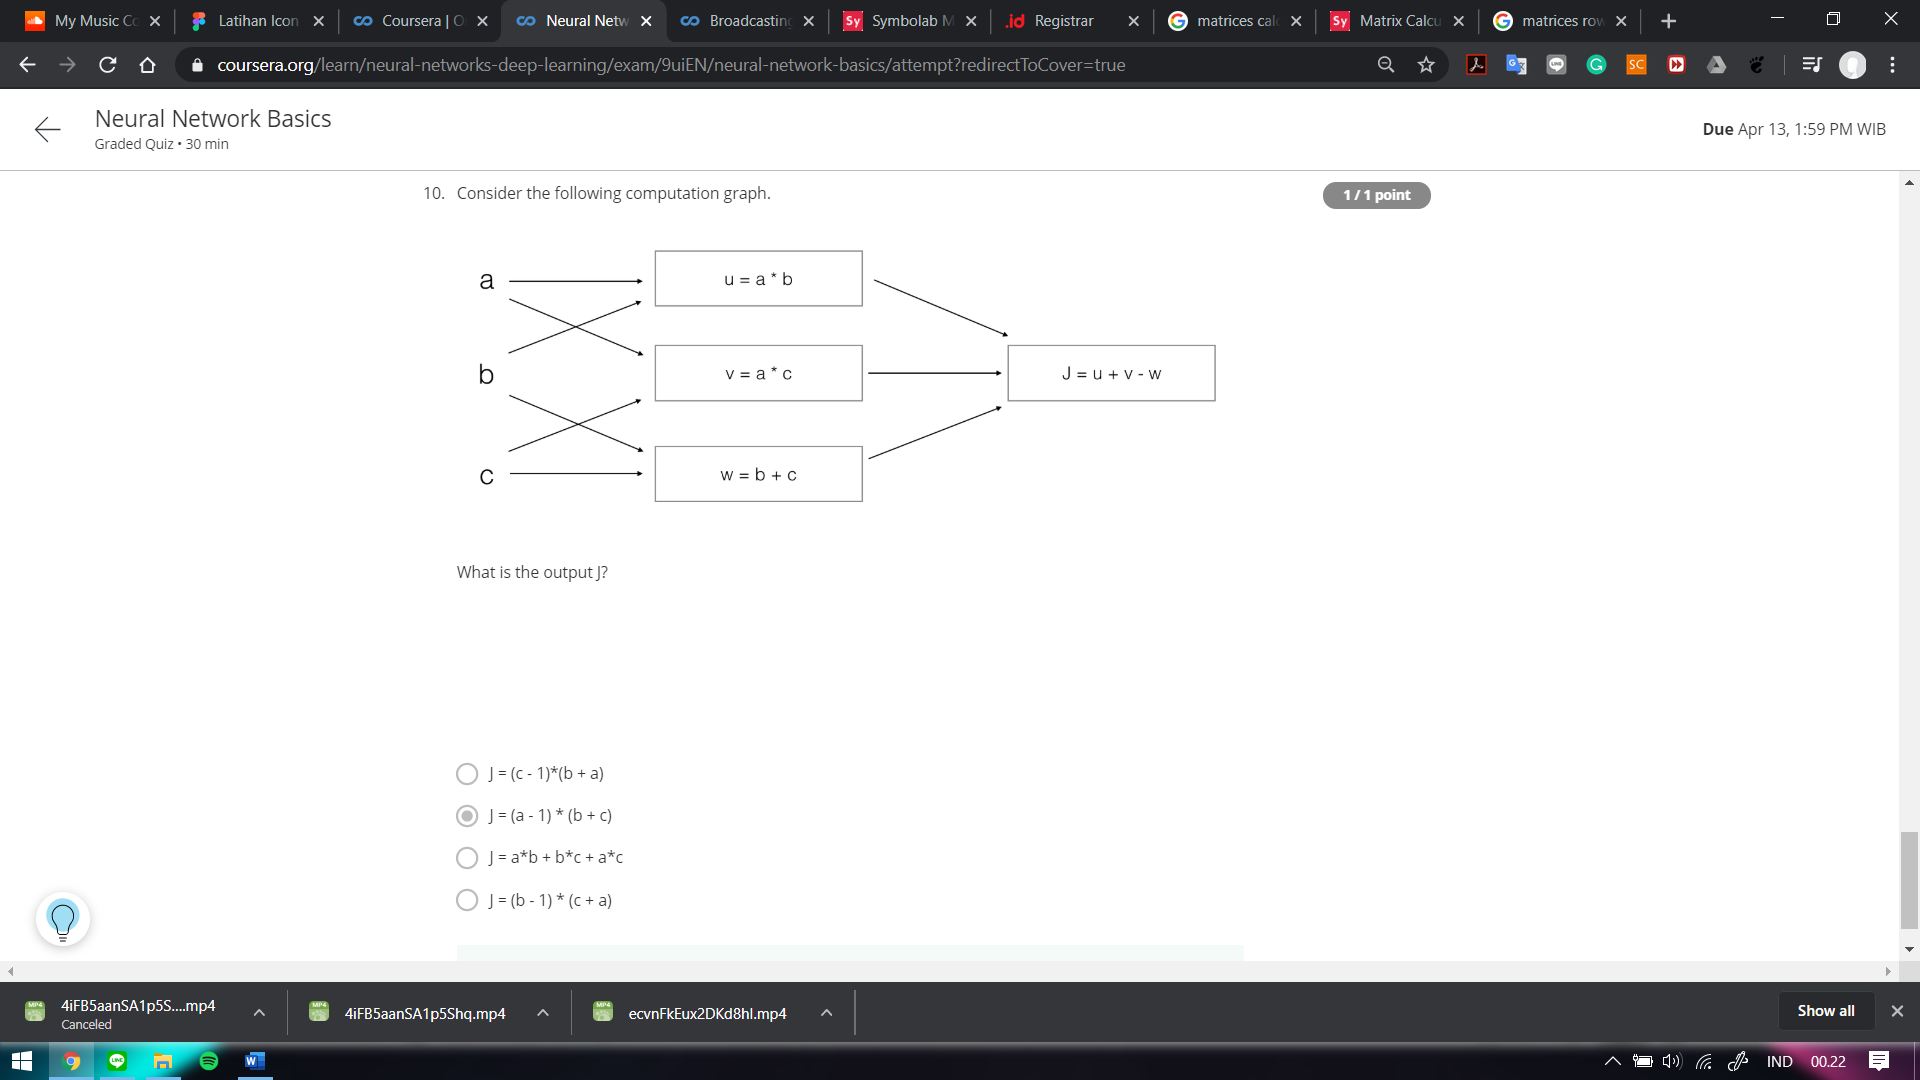 My Music Co
Latihan Icon
Coursera | O
Neural Netw
Broadcasting
Sy Symbolab M
.id Registrar
matrices calc
Sy Matrix Calcu
matrices row
coursera.org/learn/neural-networks-deep-learning/exam/9uiEN/neural-network-basics/attempt?redirectToCover=true
SC
Neural Network Basics
Graded Quiz • 30 min
Due Apr 13, 1:59 PM WIB
10. Consider the following computation graph.
1 / 1 point
a
u = a * b
b
v = a * c
J = u + v - w
c
w = b + c
What is the output J?
J = (c - 1)*(b + a)
J = (a - 1) * (b + c)
J = a*b + b*c + a*c
J = (b - 1) * (c + a)
4iFB5aanSA1p5S....mp4
Canceled
4iFB5aanSA1p5Shq.mp4
ecvnFkEux2DKd8hl.mp4
Show all
IND
00.22